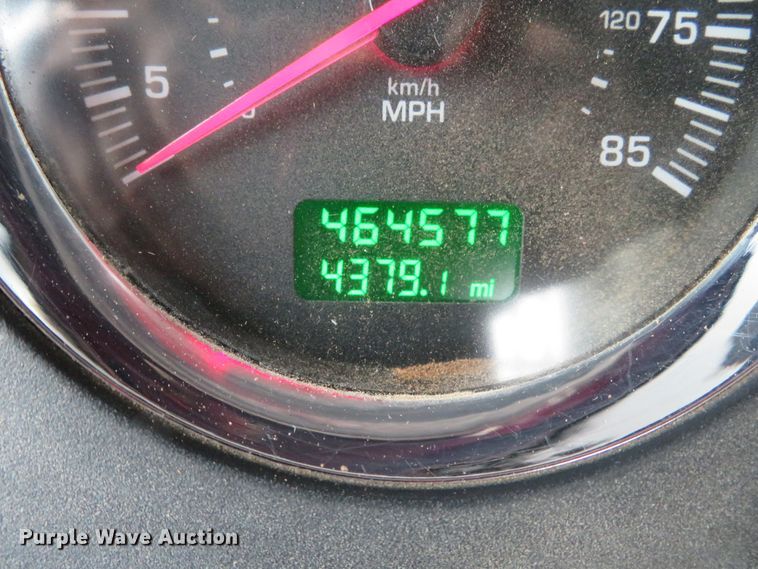 120 75
5
km/h
MPH
85
464577
4379.1 mi
Purple Wave Auction